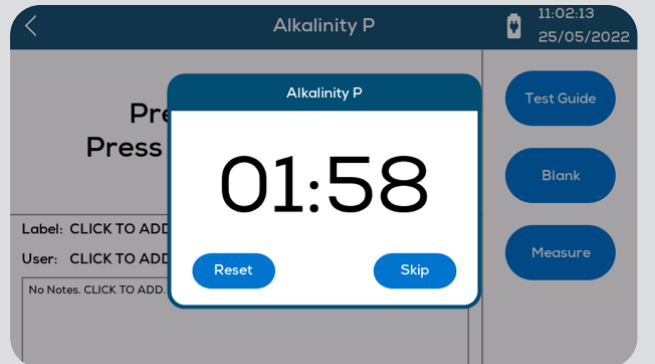 Alkalinity P
11:02:13
25/05/2022
Alkalinity P
01:58
Reset
Skip
Press
Label: CLICK TO ADD
User: CLICK TO ADD
No Notes. CLICK TO ADD.
Test Guide
Blank
Measure